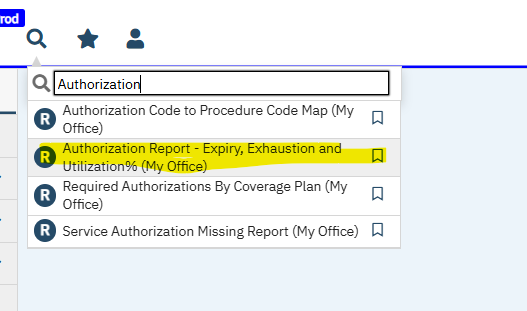 rod
Authorization
R Authorization Code to Procedure Code Map (My
Office)
R Authorization Report - Expiry, Exhaustion and
Utilization% (My Office)
R Required Authorizations By Coverage Plan (My
Office)
R Service Authorization Missing Report (My Office)